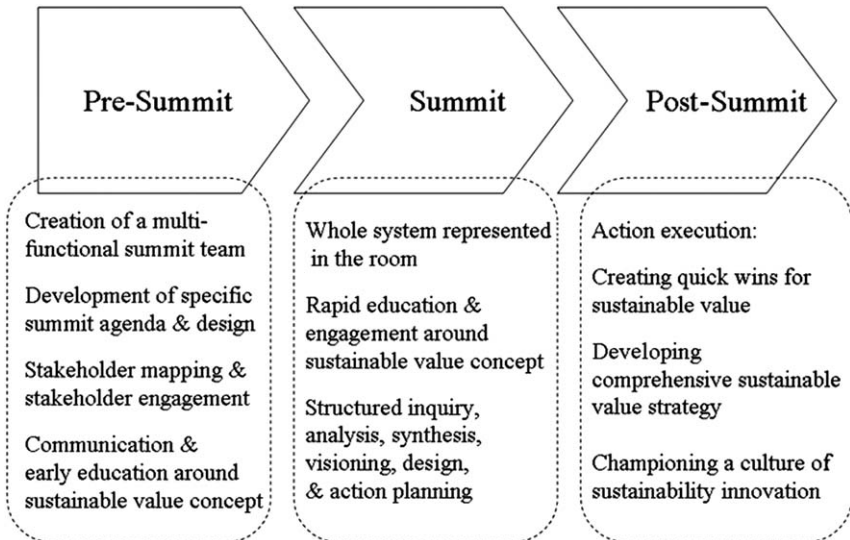 Pre-Summit
Summit
Post-Summit
Creation of a multi-
functional summit team
Development of specific
summit agenda & design
Stakeholder mapping &
stakeholder engagement
Communication &
early education around
sustainable value concept
Whole system represented
in the room
Rapid education &
engagement around
sustainable value concept
Structured inquiry,
analysis, synthesis,
visioning, design,
& action planning
Action execution:
Creating quick wins for
sustainable value
Developing
comprehensive sustainable
value strategy
Championing a culture of
sustainability innovation